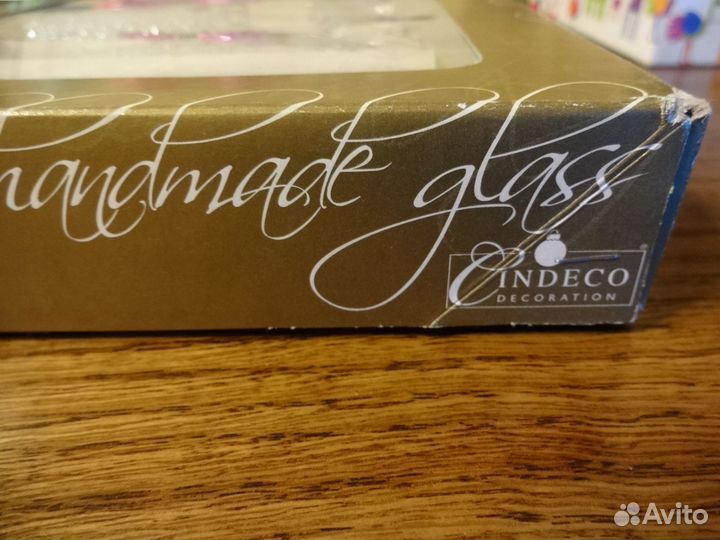 handmade glass
INDECO
DECORATION
Avito